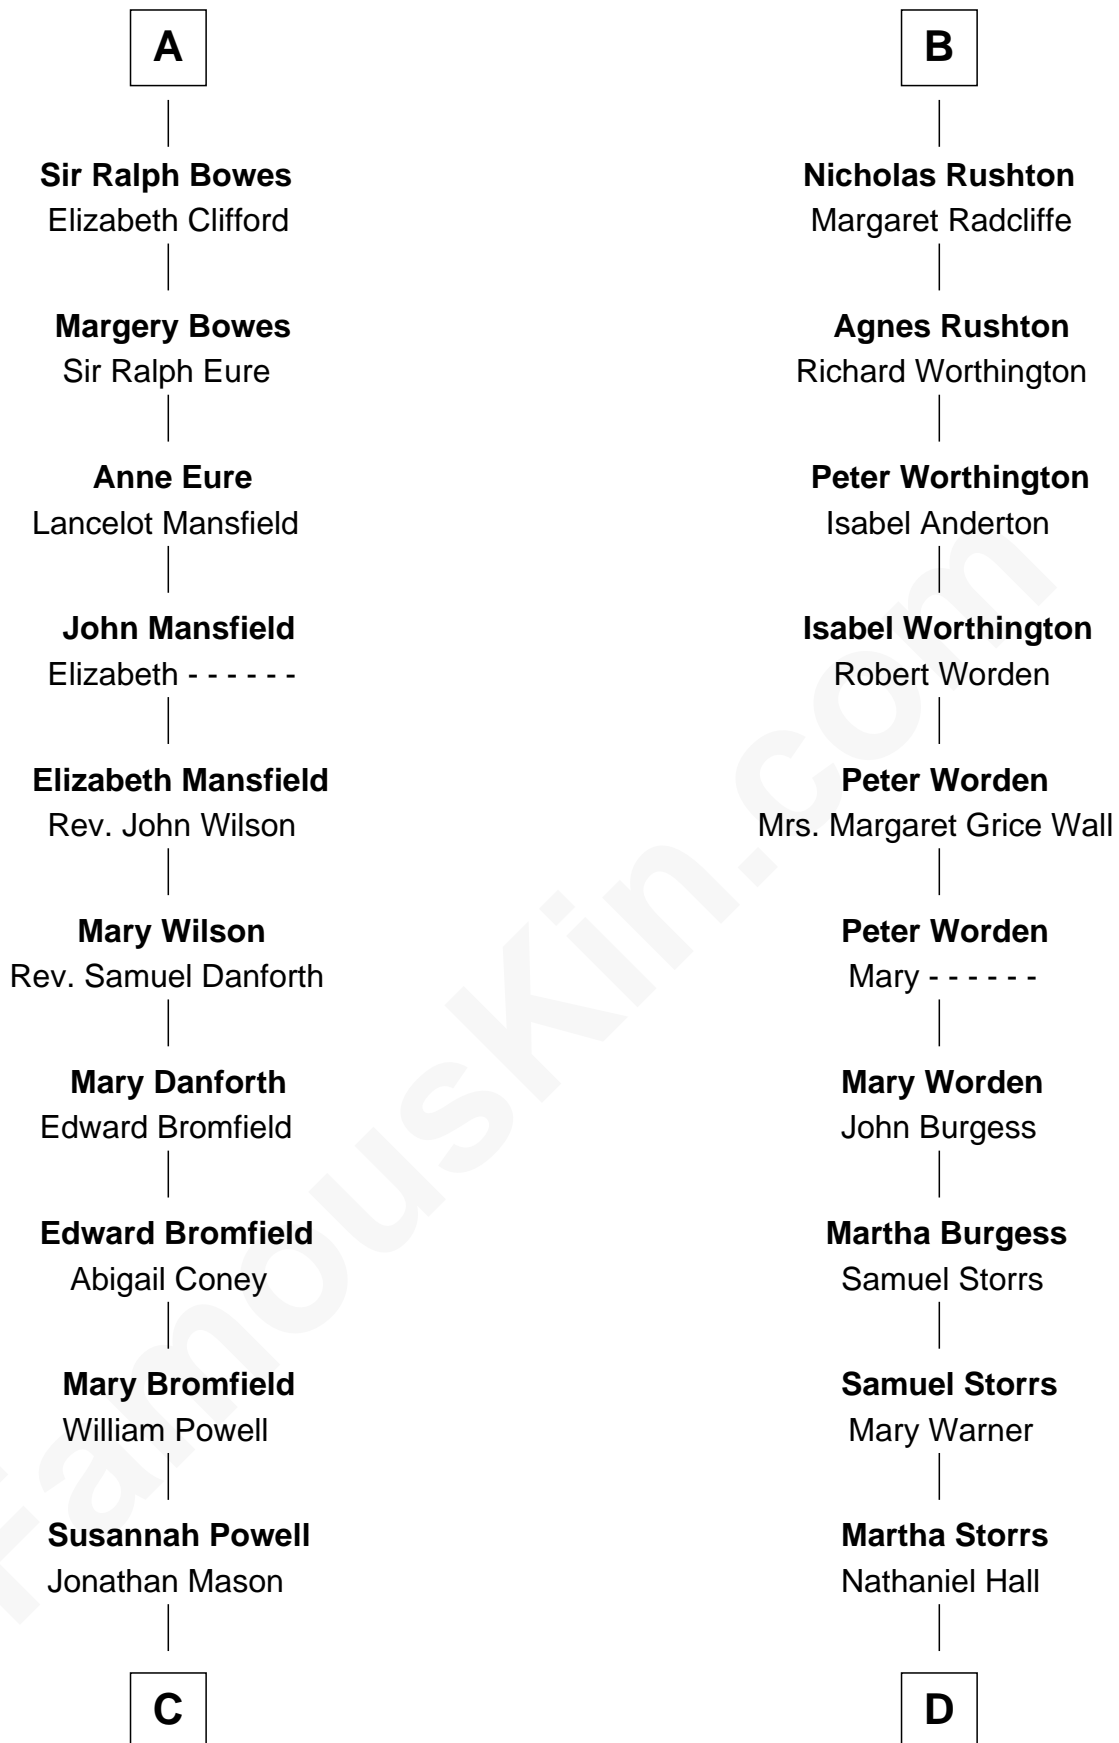 A
Sir Ralph Bowes
Elizabeth Clifford
Margery Bowes
Sir Ralph Eure
Anne Eure
Lancelot Mansfield
John Mansfield
Elizabeth - - - - - -
Elizabeth Mansfield
Rev. John Wilson
Mary Wilson
Rev. Samuel Danforth
Mary Danforth
Edward Bromfield
Edward Bromfield
Abigail Coney
Mary Bromfield
William Powell
Susannah Powell
Jonathan Mason
C
B
Nicholas Rushton
Margaret Radcliffe
Agnes Rushton
Richard Worthington
Peter Worthington
Isabel Anderton
Isabel Worthington
Robert Worden
Peter Worden
Mrs. Margaret Grice Wall
Peter Worden
Mary - - - - - -
Mary Worden
John Burgess
Martha Burgess
Samuel Storrs
Samuel Storrs
Mary Warner
Martha Storrs
Nathaniel Hall
D
FamousKin.com